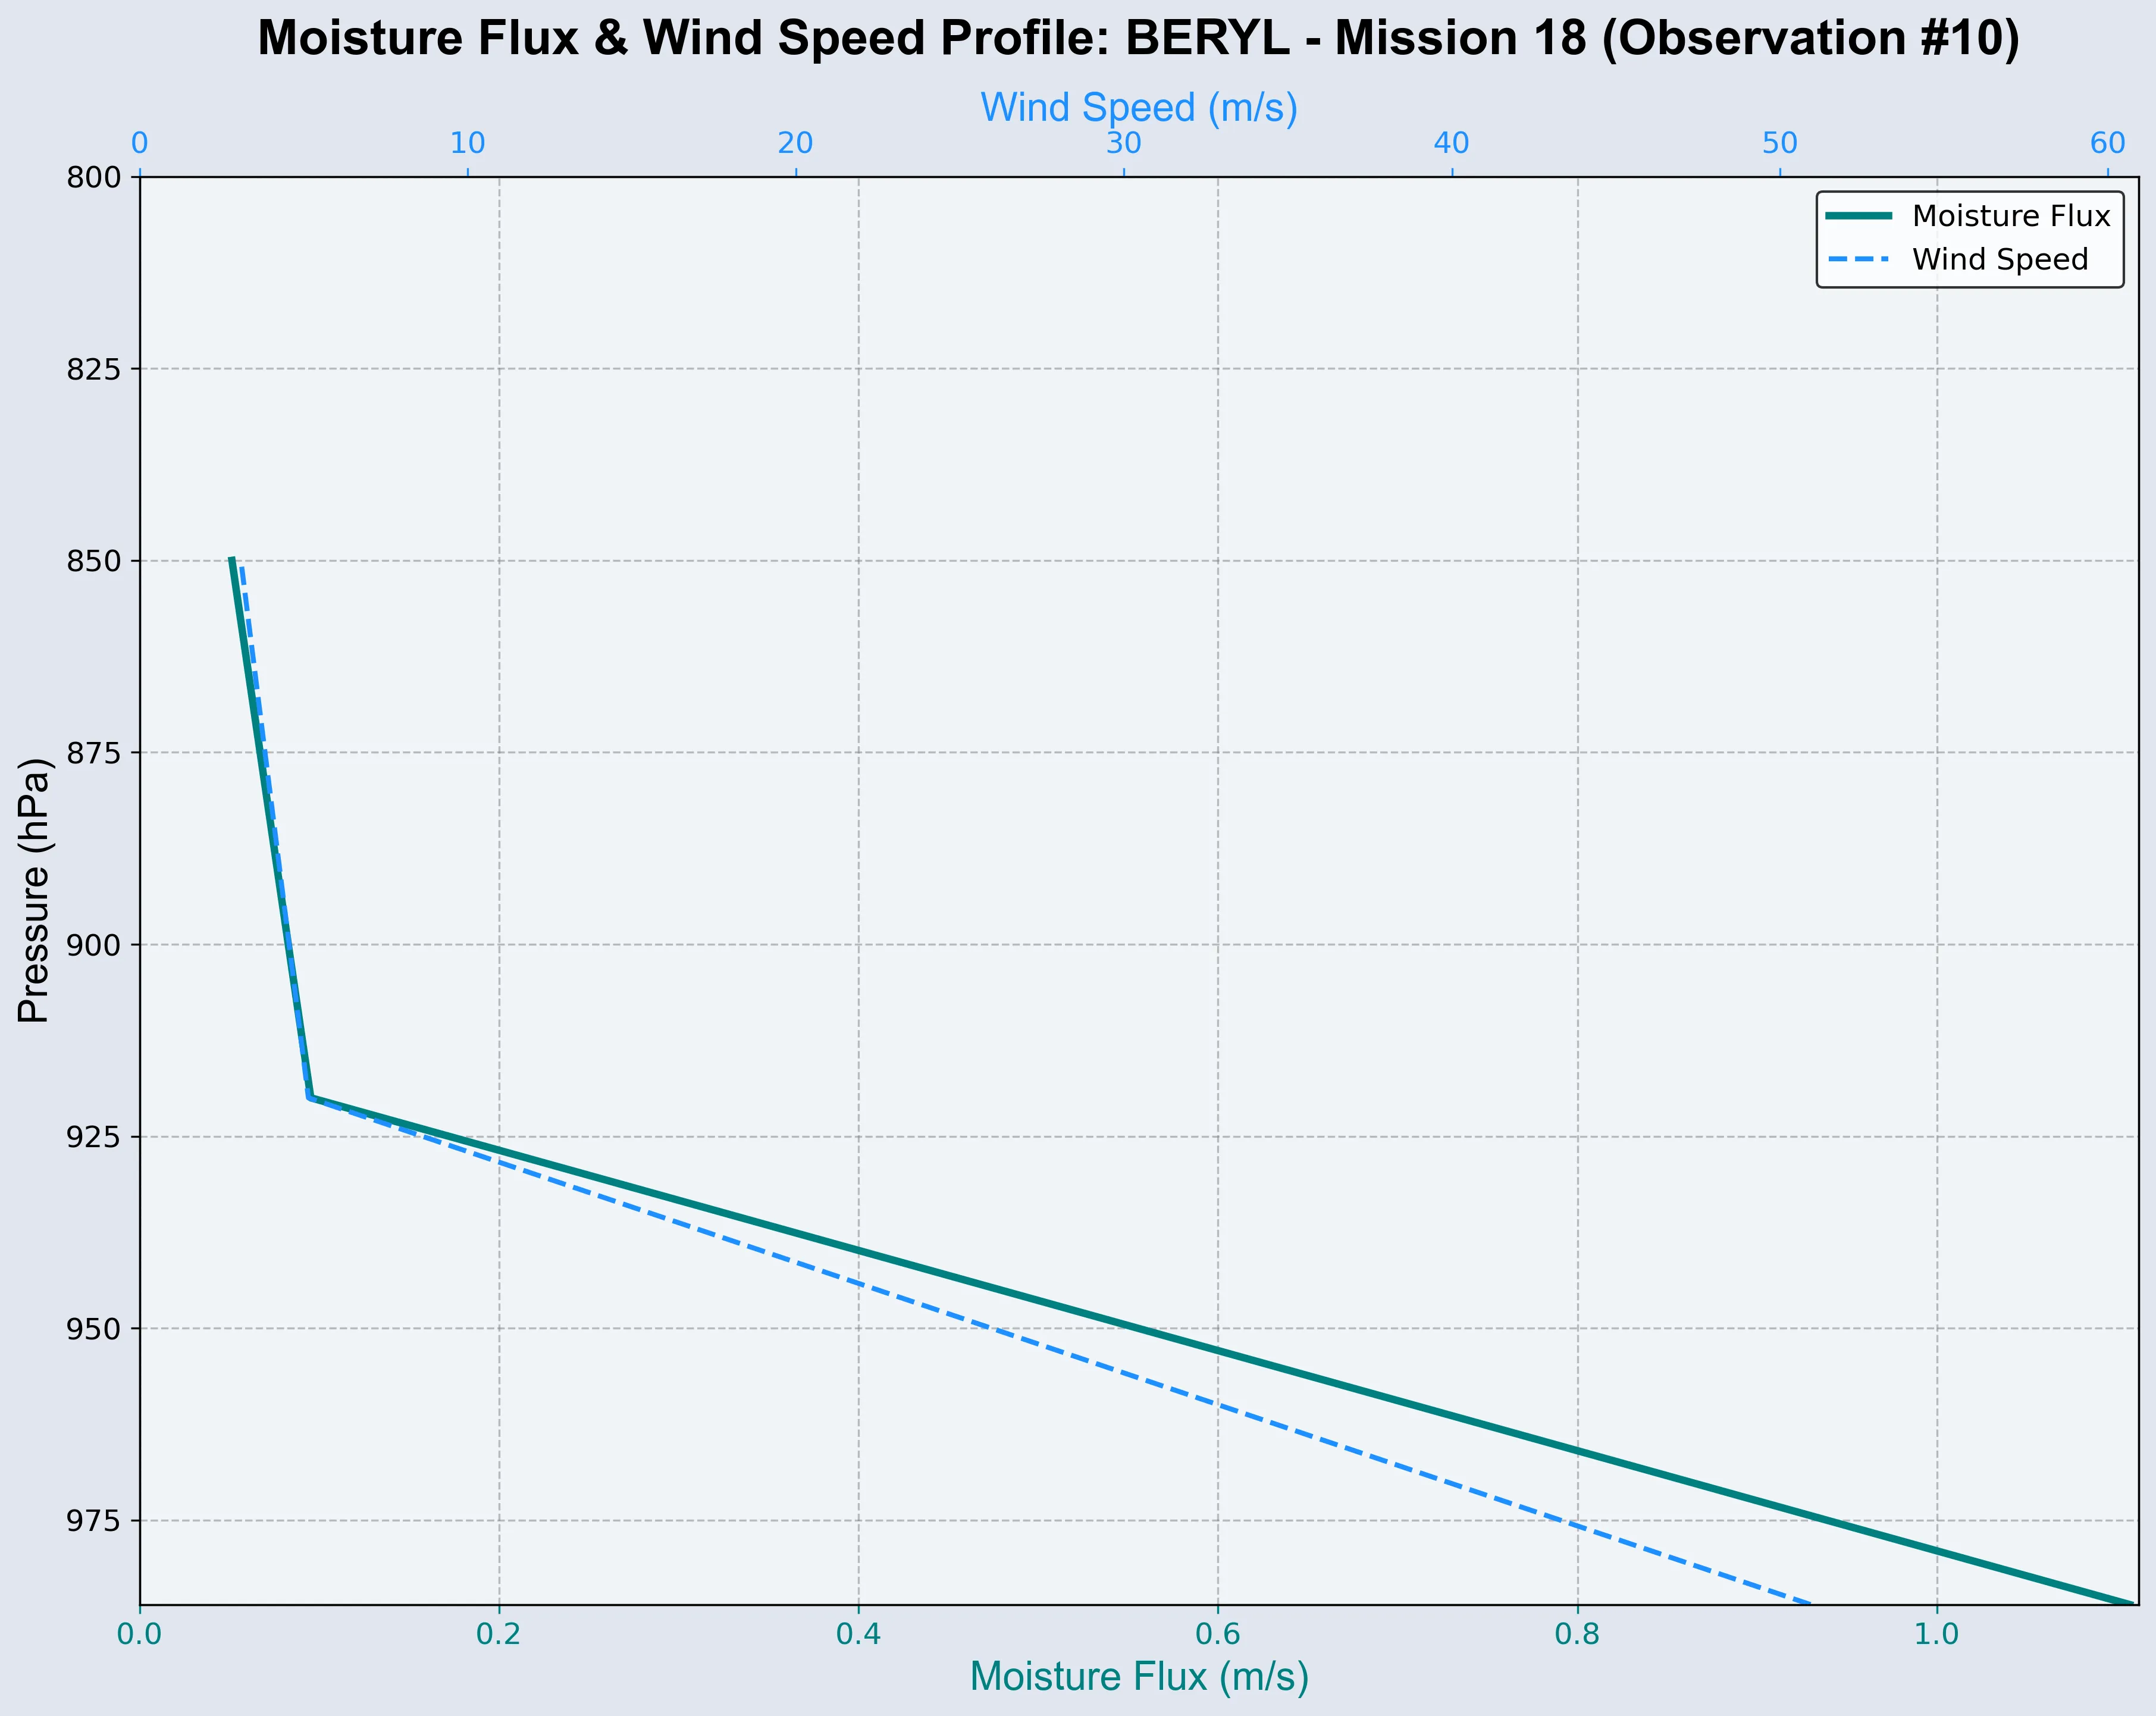 Moisture Flux & Wind Speed Profile: BERYL - Mission 18 (Observation #10)
Wind Speed (m/s)
0 10 20 30 40 50 60
Moisture Flux
Wind Speed
800
825
850
875
900
925
950
975
Pressure (hPa)
0.0 0.2 0.4 0.6 0.8 1.0
Moisture Flux (m/s)